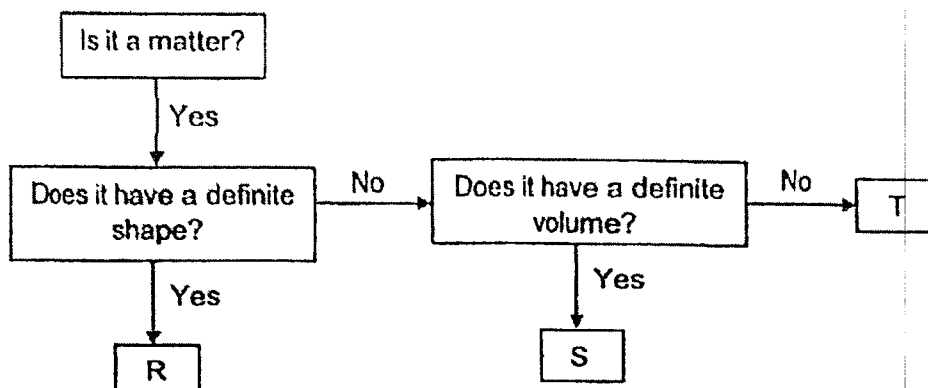 Is it a matter?
Yes
Does it have a definite
shape?
No
Does it have a definite
volume?
No
T
Yes
R
Yes
S